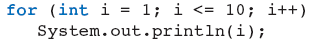 for (int i = 1; i <= 10; i++)
System.out.println(i);